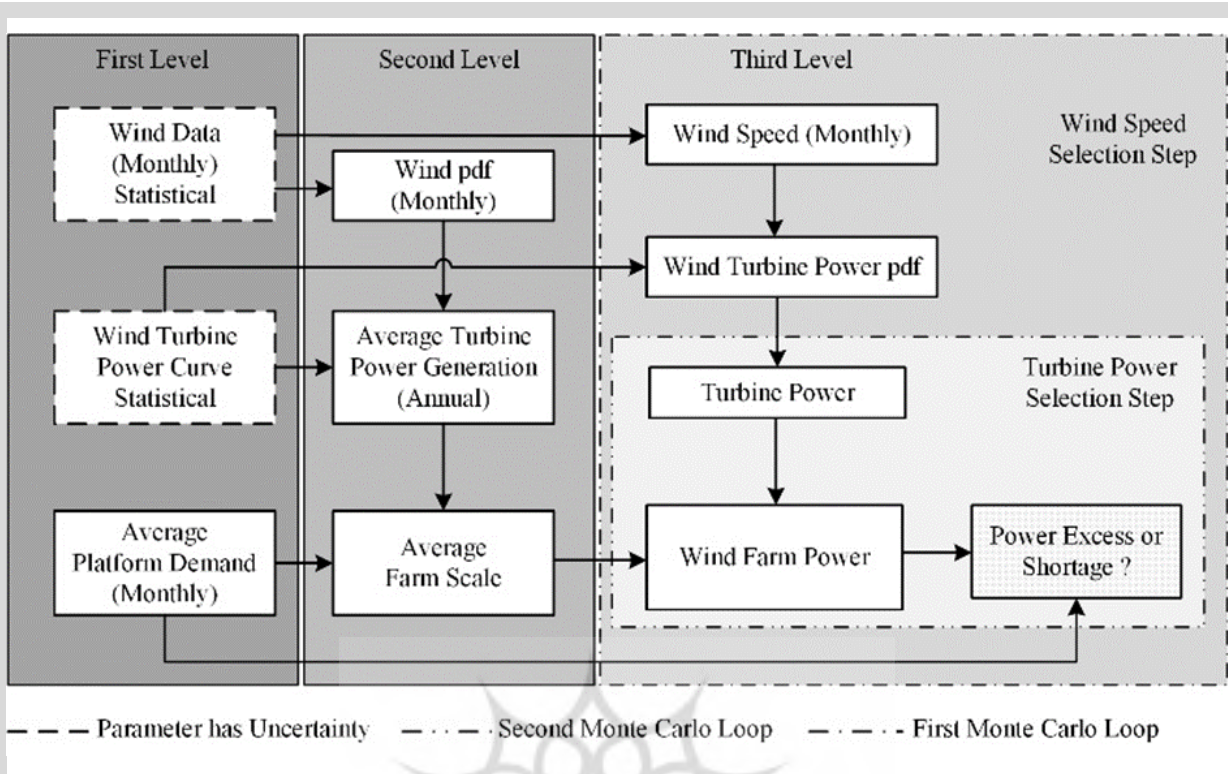 First Level
Wind Data
(Monthly)
Statistical
Wind Turbine
Power Curve
Statistical
Average
Platform Demand
(Monthly)
Second Level
Wind pdf
(Monthly)
Average Turbine
Power Generation
(Annual)
Average
Farm Scale
Third Level
Wind Speed (Monthly)
Wind Speed
Selection Step
Wind Turbine Power pdf
Turbine Power
Turbine Power
Selection Step
Wind Farm Power
Power Excess or
Shortage ?
Parameter has Uncertainty
Second Monte Carlo Loop
First Monte Carlo Loop